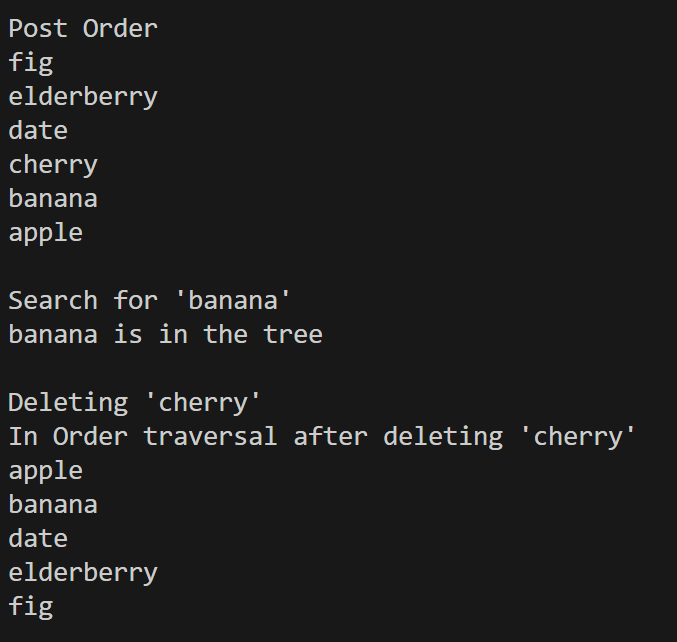 Post Order
fig
elderberry
date
cherry
banana
apple

Search for 'banana'
banana is in the tree

Deleting 'cherry'
In Order traversal after deleting 'cherry'
apple
banana
date
elderberry
fig